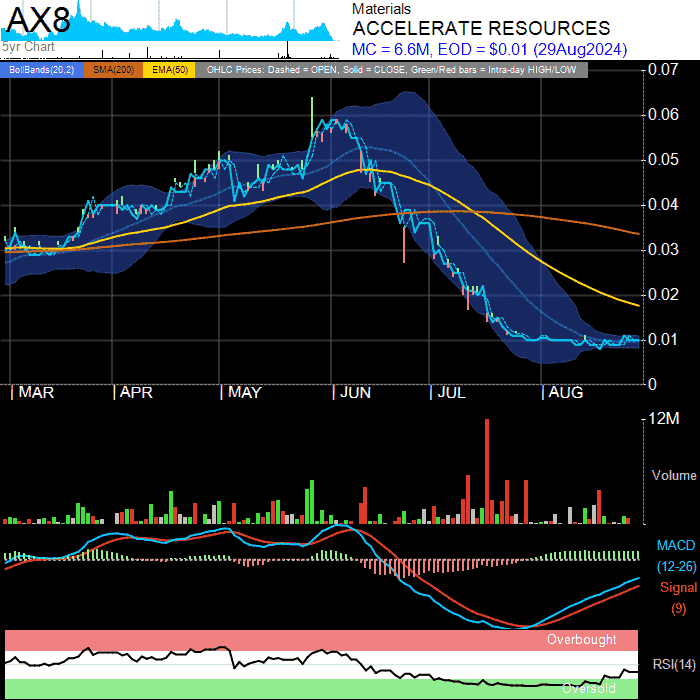 AX8
5yr Chart
Materials
ACCELERATE RESOURCES
MC = 6.6M, EOD = $0.01 (29Aug2024)
BollBands(20,2) SMA(200) EMA(50) OHLC Prices: Dashed = OPEN, Solid = CLOSE, Green/Red bars = Intra-day HIGH/LOW
0.07
0.06
0.05
0.04
0.03
0.02
0.01
0
MAR APR MAY JUN JUL AUG
12M
Volume
MACD
(12-26)
Signal
(9)
Overbought
RSI(14)
Oversold